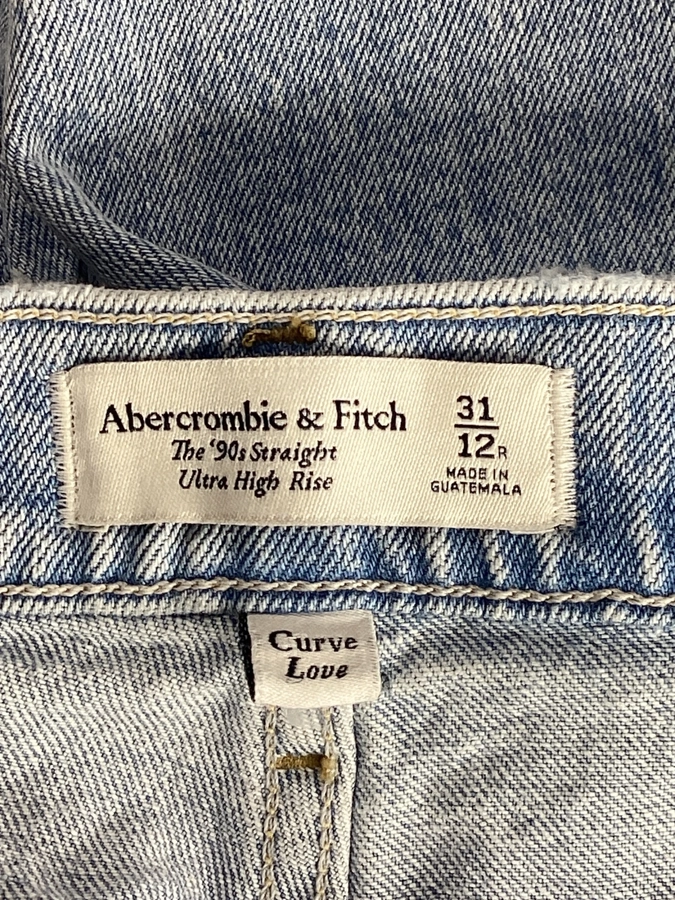 Abercrombie & Fitch
The '90s Straight
Ultra High Rise
31
12R
MADE IN
GUATEMALA
Curve
Love